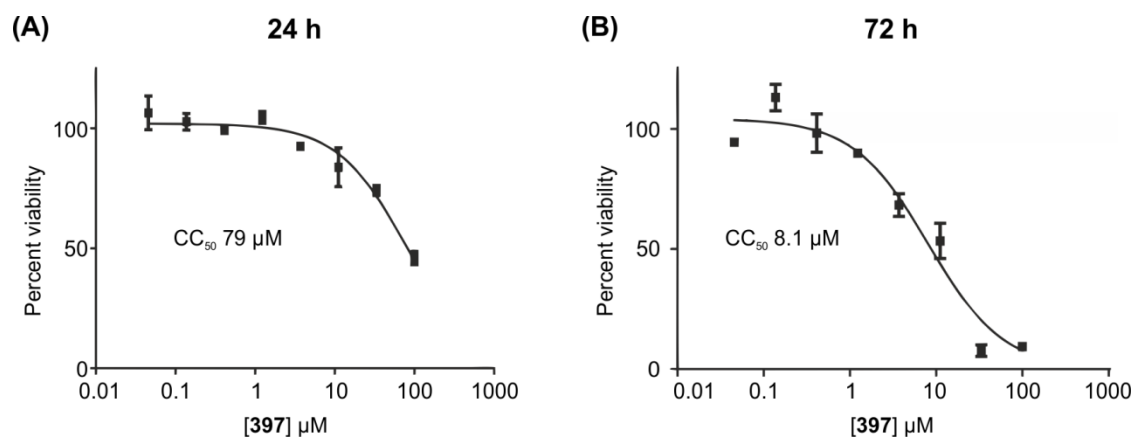 (A) 24 h
Percent viability
100
50
0
CC₅₀ 79 µM
0.01 0.1 1 10 100 1000
[397] µM
(B) 72 h
Percent viability
100
50
0
CC₅₀ 8.1 µM
0.01 0.1 1 10 100 1000
[397] µM